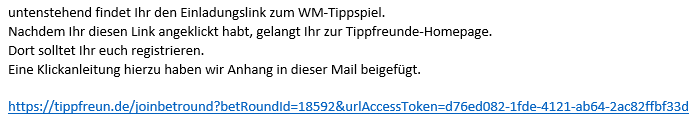 untenstehend findet Ihr den Einladungslink zum WM-Tippspiel.
Nachdem Ihr diesen Link angeklickt habt, gelangt Ihr zur Tippfreunde-Homepage.
Dort solltet Ihr euch registrieren.
Eine Klickanleitung hierzu haben wir Anhang in dieser Mail beigefügt.
https://tippfreun.de/joinbetround?betRoundId=18592&urlAccessToken=d76ed082-1fde-4121-ab64-2ac82ffbf33d